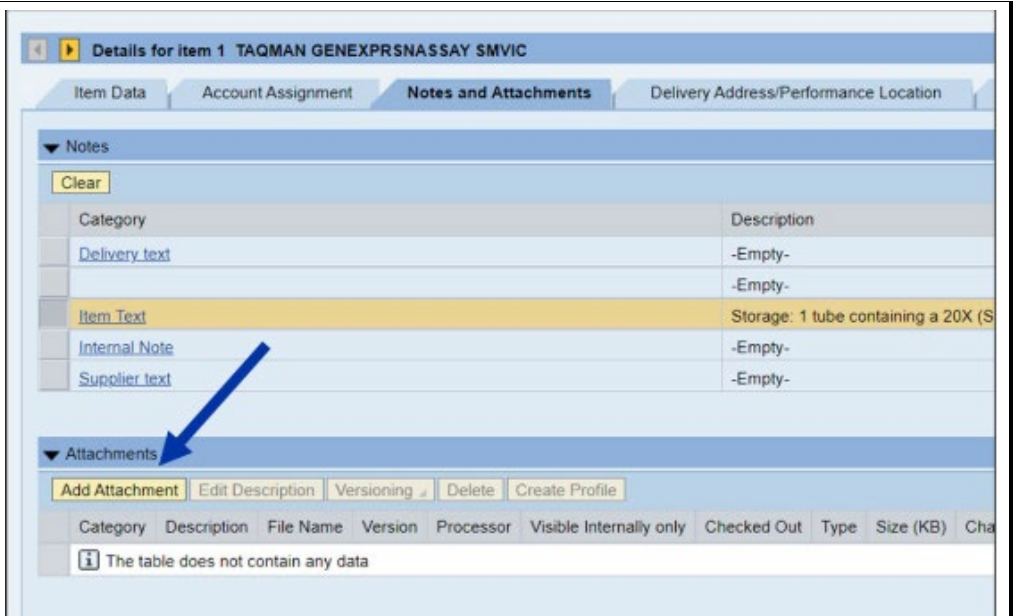 Details for item 1 TAQMAN GENEXPRSNASSAY SMVIC
Item Data Account Assignment Notes and Attachments Delivery Address/Performance Location
Notes
Clear
Category Description
Delivery text -Empty-
-Empty-
Item Text Storage: 1 tube containing a 20X (S
Internal Note -Empty-
Supplier text -Empty-
Attachments
Add Attachment Edit Description Versioning Delete Create Profile
Category Description File Name Version Processor Visible Internally only Checked Out Type Size (KB) Cha
The table does not contain any data